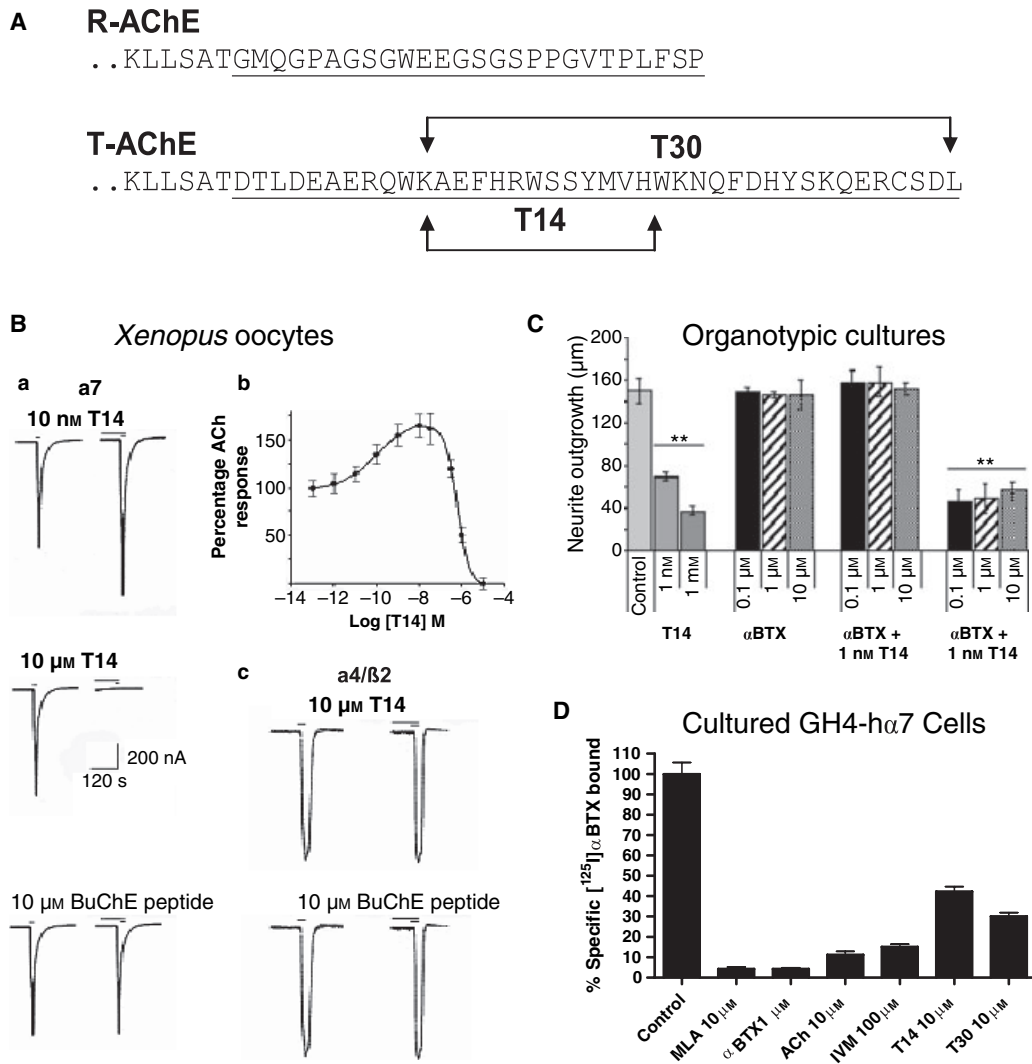 A
R-AChE
..KLLSATGMQGPAGSGWEEGSGSPPGVTPLFSP
T-AChE
T30
..KLLSATDTLDEAERQWKAEFHRWSSYMVHWKNQFDHYSKQERCSDL
T14
B
Xenopus oocytes
a
a7
10 nM T14
b
Percentage ACh response
150
100
50
−14 −12 −10 −8 −6 −4
Log [T14] M
10 µM T14
200 nA
120 s
c
a4/ß2
10 µM T14
10 µM BuChE peptide
10 µM BuChE peptide
C
Organotypic cultures
Neurite outgrowth (µm)
200
160
120
80
40
0
**
**
Control
1 nM
1 mM
0.1 µM
1 µM
10 µM
0.1 µM
1 µM
10 µM
0.1 µM
1 µM
10 µM
T14
αBTX
αBTX + 1 nM T14
αBTX + 1 nM T14
D
Cultured GH4-hα7 Cells
% Specific [125I]αBTX bound
110
100
90
80
70
60
50
40
30
20
10
0
Control
MLA 10 µM
α BTX1 µM
ACh 10 µM
IVM 100 µM
T14 10 µM
T30 10 µM